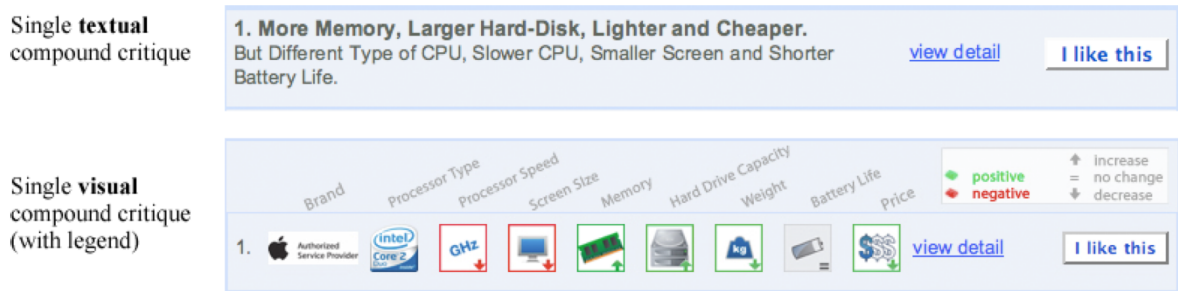 Single textual
compound critique
1. More Memory, Larger Hard-Disk, Lighter and Cheaper.
But Different Type of CPU, Slower CPU, Smaller Screen and Shorter
Battery Life.
view detail
I like this
Single visual
compound critique
(with legend)
Brand
Processor Type
Processor Speed
Screen Size
Memory
Hard Drive Capacity
Weight
Battery Life
Price
positive
negative
increase
= no change
decrease
1.
Authorized
Service Provider
intel
Core 2
Duo
GHz
kg
=
$$$
view detail
I like this